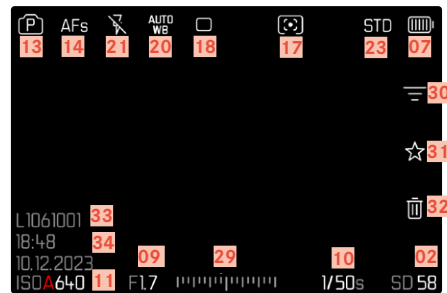 P AFs AUTO WB STD
13 14 21 20 18 17 23 07
30
31
32
L1061001 33
18:48 34
10.12.2023 09 29 10 02
ISO A640 11 F1.7 1/50s SD 58